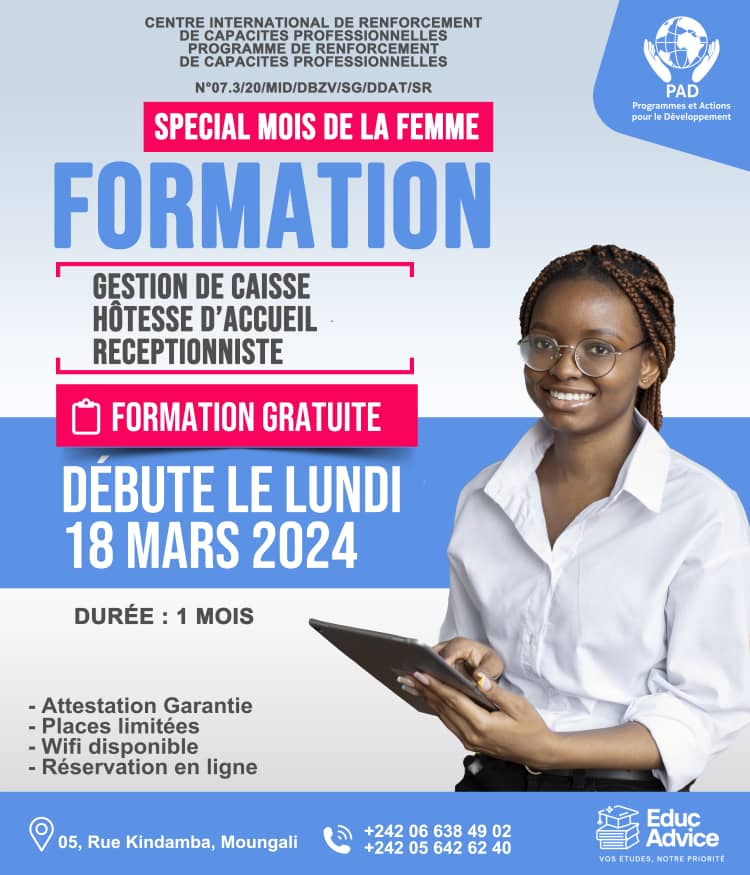 CENTRE INTERNATIONAL DE RENFORCEMENT
DE CAPACITES PROFESSIONNELLES
PROGRAMME DE RENFORCEMENT
DE CAPACITES PROFESSIONNELLES
N°07.3/20/MID/DBZV/SG/DDAT/SR
PAD
Programmes et Actions
pour le Développement
SPECIAL MOIS DE LA FEMME
FORMATION
GESTION DE CAISSE
HÔTESSE D'ACCUEIL
RECEPTIONNISTE
FORMATION GRATUITE
DÉBUTE LE LUNDI
18 MARS 2024
DURÉE : 1 MOIS
- Attestation Garantie
- Places limitées
- Wifi disponible
- Réservation en ligne
05, Rue Kindamba, Moungali
+242 06 638 49 02
+242 05 642 62 40
Educ
Advice
VOS ÉTUDES, NOTRE PRIORITÉ